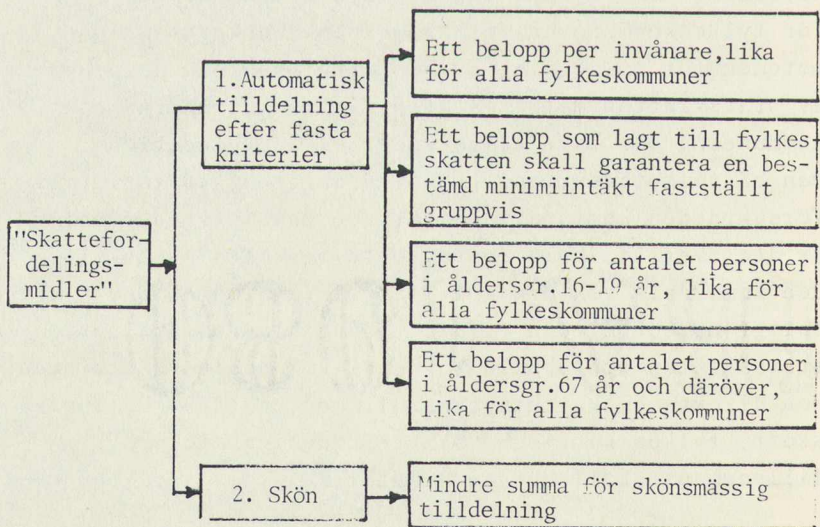 "Skattefor-
delings-
midler"
1.Automatisk
tilldelning
efter fasta
kriterier
Ett belopp per invånare,lika
för alla fylkeskommuner
Ett belopp som lagt till fylkes-
skatten skall garantera en be-
stämd minimiintäkt fastställt
gruppvis
Ett belopp för antalet personer
i åldersgr.16-19 år, lika för
alla fylkeskommuner
Ett belopp för antalet personer
i åldersgr.67 år och däröver,
lika för alla fylkeskommuner
2. Skön
Mindre summa för skönsmässig
tilldelning